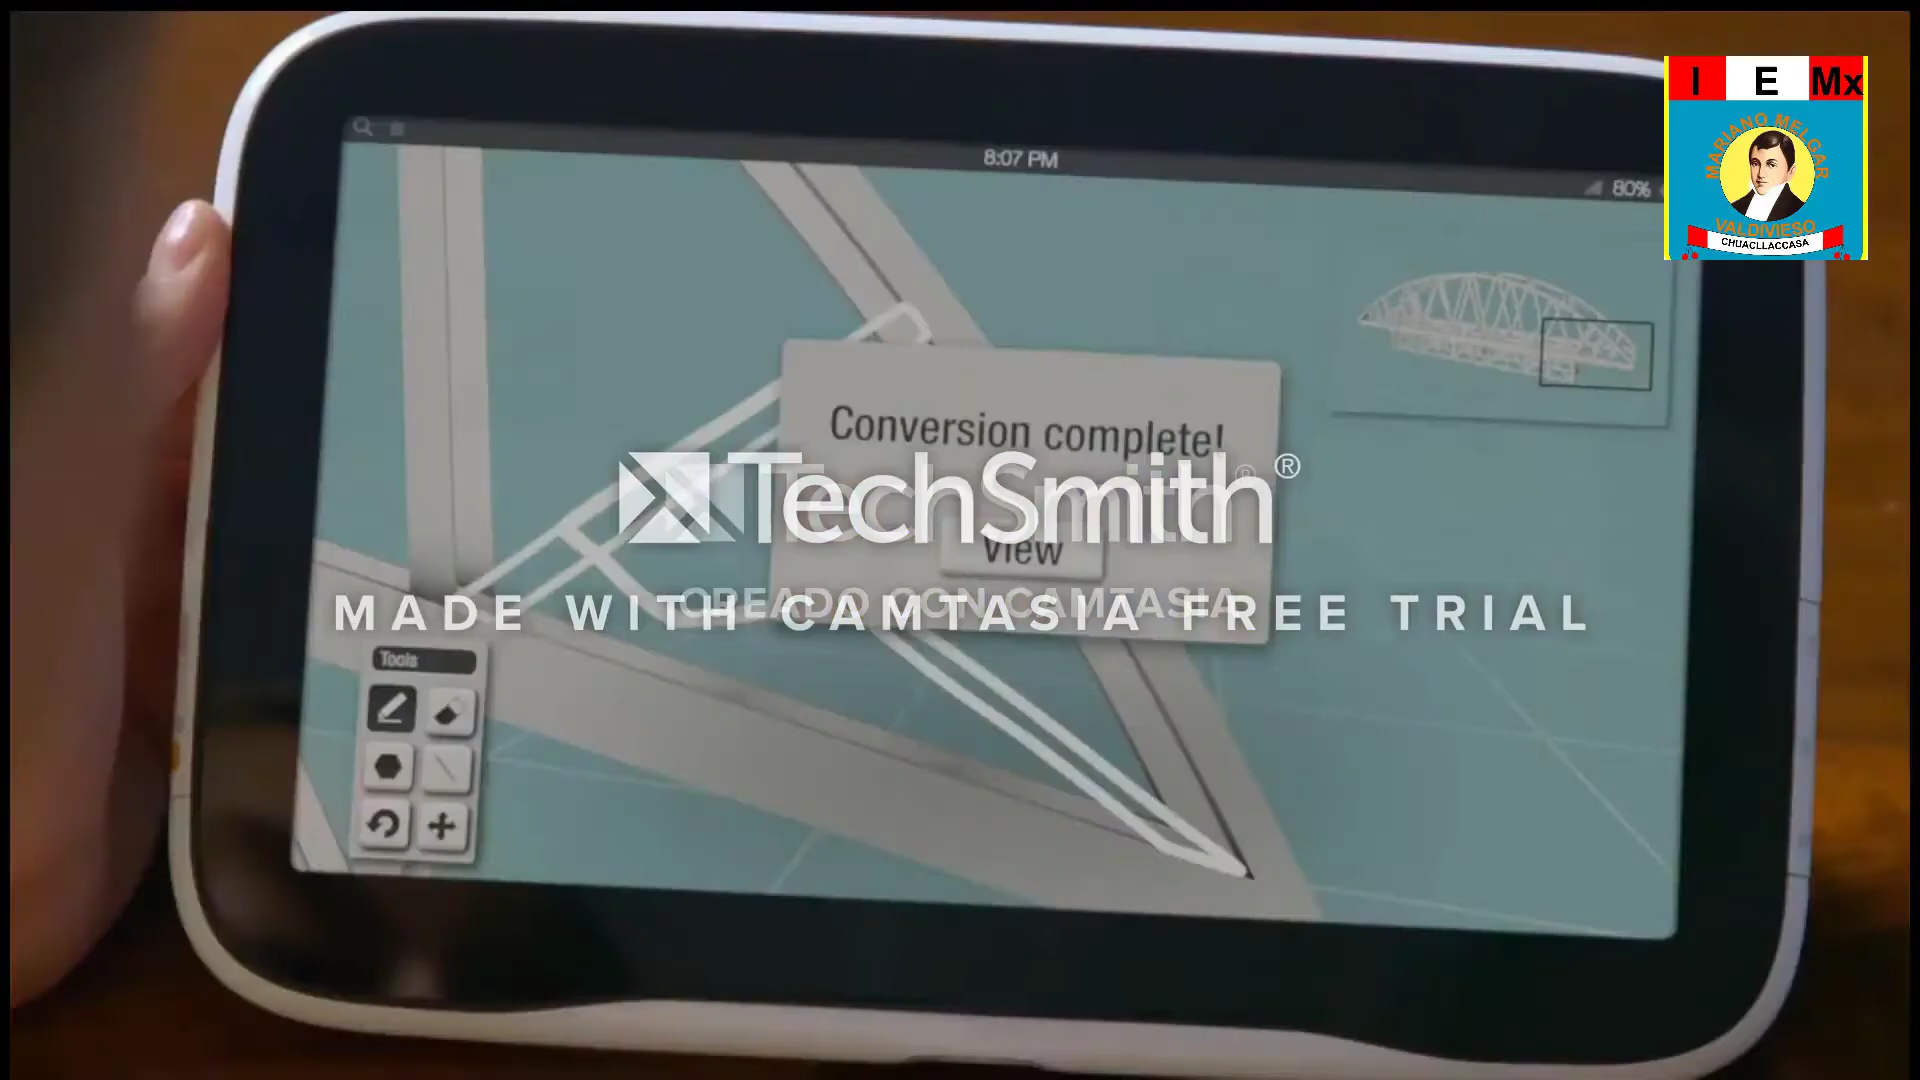 I E Mx
MARIANO MELGAR
VALDIVIESO
CHUACLLACCASA
8:07 PM
80%
Conversion complete!
TechSmith®
View
CREADO CON CAMTASIA
MADE WITH CAMTASIA FREE TRIAL
Tools